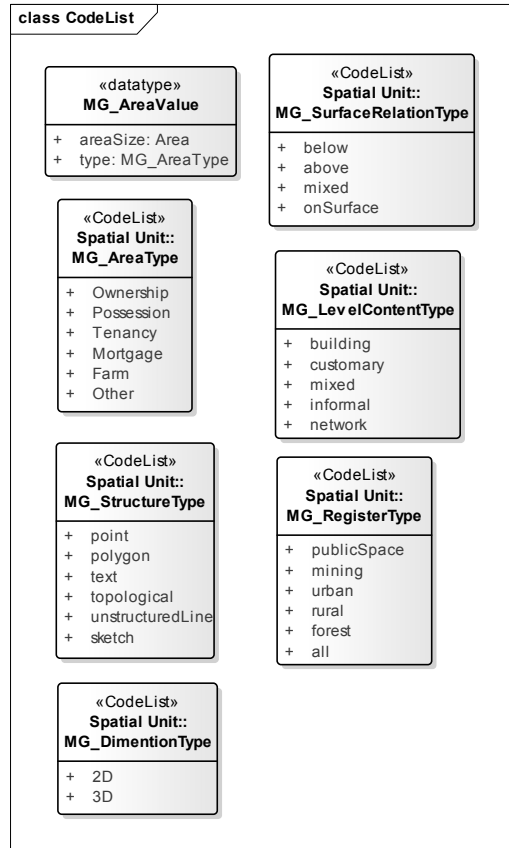 class CodeList
«datatype»
MG_AreaValue
+ areaSize: Area
+ type: MG_AreaType
«CodeList»
Spatial Unit::
MG_SurfaceRelationType
+ below
+ above
+ mixed
+ onSurface
«CodeList»
Spatial Unit::
MG_AreaType
+ Ownership
+ Possession
+ Tenancy
+ Mortgage
+ Farm
+ Other
«CodeList»
Spatial Unit::
MG_LevelContentType
+ building
+ customary
+ mixed
+ informal
+ network
«CodeList»
Spatial Unit::
MG_StructureType
+ point
+ polygon
+ text
+ topological
+ unstructuredLine
+ sketch
«CodeList»
Spatial Unit::
MG_RegisterType
+ publicSpace
+ mining
+ urban
+ rural
+ forest
+ all
«CodeList»
Spatial Unit::
MG_DimentionType
+ 2D
+ 3D